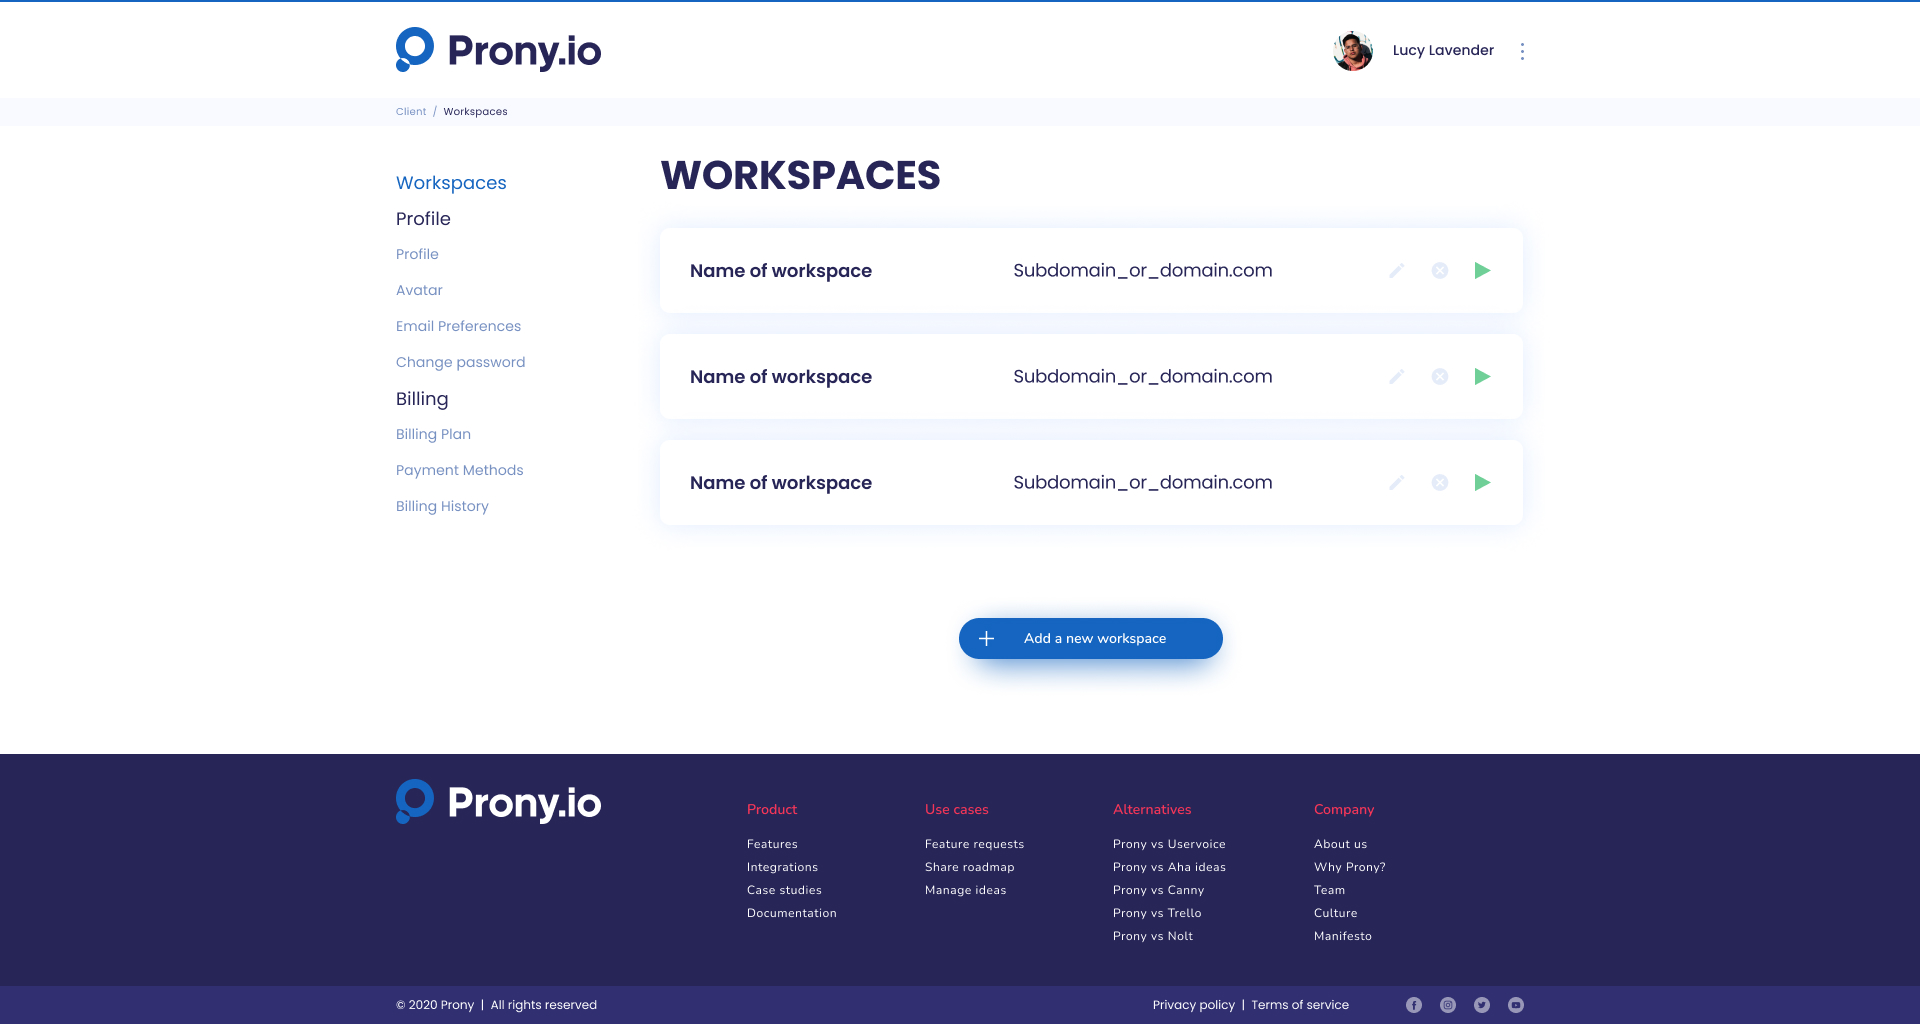 Prony.io
Lucy Lavender
Client / Workspaces
WORKSPACES
Workspaces
Profile
Profile
Avatar
Email Preferences
Change password
Billing
Billing Plan
Payment Methods
Billing History
Name of workspace Subdomain_or_domain.com
Name of workspace Subdomain_or_domain.com
Name of workspace Subdomain_or_domain.com
Add a new workspace
Prony.io
Product
Features
Integrations
Case studies
Documentation
Use cases
Feature requests
Share roadmap
Manage ideas
Alternatives
Prony vs Uservoice
Prony vs Aha ideas
Prony vs Canny
Prony vs Trello
Prony vs Nolt
Company
About us
Why Prony?
Team
Culture
Manifesto
© 2020 Prony | All rights reserved
Privacy policy | Terms of service